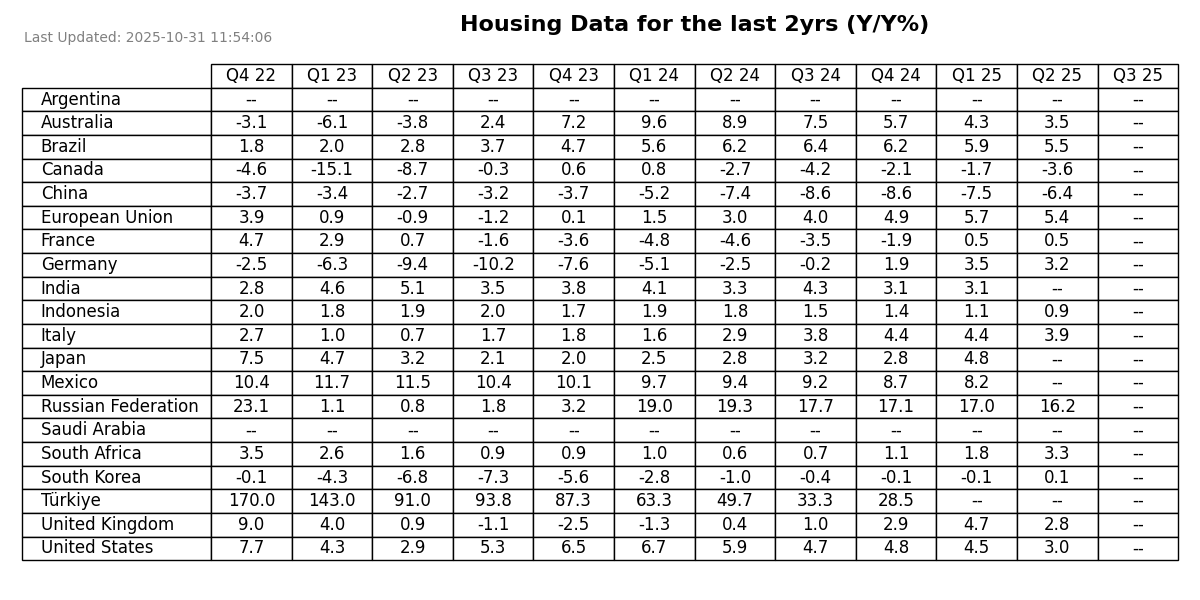 Housing Data for the last 2yrs (Y/Y%)
Last Updated: 2025-10-31 11:54:06
Q4 22 Q1 23 Q2 23 Q3 23 Q4 23 Q1 24 Q2 24 Q3 24 Q4 24 Q1 25 Q2 25 Q3 25
Argentina -- -- -- -- -- -- -- -- -- -- -- --
Australia -3.1 -6.1 -3.8 2.4 7.2 9.6 8.9 7.5 5.7 4.3 3.5 --
Brazil 1.8 2.0 2.8 3.7 4.7 5.6 6.2 6.4 6.2 5.9 5.5 --
Canada -4.6 -15.1 -8.7 -0.3 0.6 0.8 -2.7 -4.2 -2.1 -1.7 -3.6 --
China -3.7 -3.4 -2.7 -3.2 -3.7 -5.2 -7.4 -8.6 -8.6 -7.5 -6.4 --
European Union 3.9 0.9 -0.9 -1.2 0.1 1.5 3.0 4.0 4.9 5.7 5.4 --
France 4.7 2.9 0.7 -1.6 -3.6 -4.8 -4.6 -3.5 -1.9 0.5 0.5 --
Germany -2.5 -6.3 -9.4 -10.2 -7.6 -5.1 -2.5 -0.2 1.9 3.5 3.2 --
India 2.8 4.6 5.1 3.5 3.8 4.1 3.3 4.3 3.1 3.1 -- --
Indonesia 2.0 1.8 1.9 2.0 1.7 1.9 1.8 1.5 1.4 1.1 0.9 --
Italy 2.7 1.0 0.7 1.7 1.8 1.6 2.9 3.8 4.4 4.4 3.9 --
Japan 7.5 4.7 3.2 2.1 2.0 2.5 2.8 3.2 2.8 4.8 -- --
Mexico 10.4 11.7 11.5 10.4 10.1 9.7 9.4 9.2 8.7 8.2 -- --
Russian Federation 23.1 1.1 0.8 1.8 3.2 19.0 19.3 17.7 17.1 17.0 16.2 --
Saudi Arabia -- -- -- -- -- -- -- -- -- -- -- --
South Africa 3.5 2.6 1.6 0.9 0.9 1.0 0.6 0.7 1.1 1.8 3.3 --
South Korea -0.1 -4.3 -6.8 -7.3 -5.6 -2.8 -1.0 -0.4 -0.1 -0.1 0.1 --
Türkiye 170.0 143.0 91.0 93.8 87.3 63.3 49.7 33.3 28.5 -- -- --
United Kingdom 9.0 4.0 0.9 -1.1 -2.5 -1.3 0.4 1.0 2.9 4.7 2.8 --
United States 7.7 4.3 2.9 5.3 6.5 6.7 5.9 4.7 4.8 4.5 3.0 --